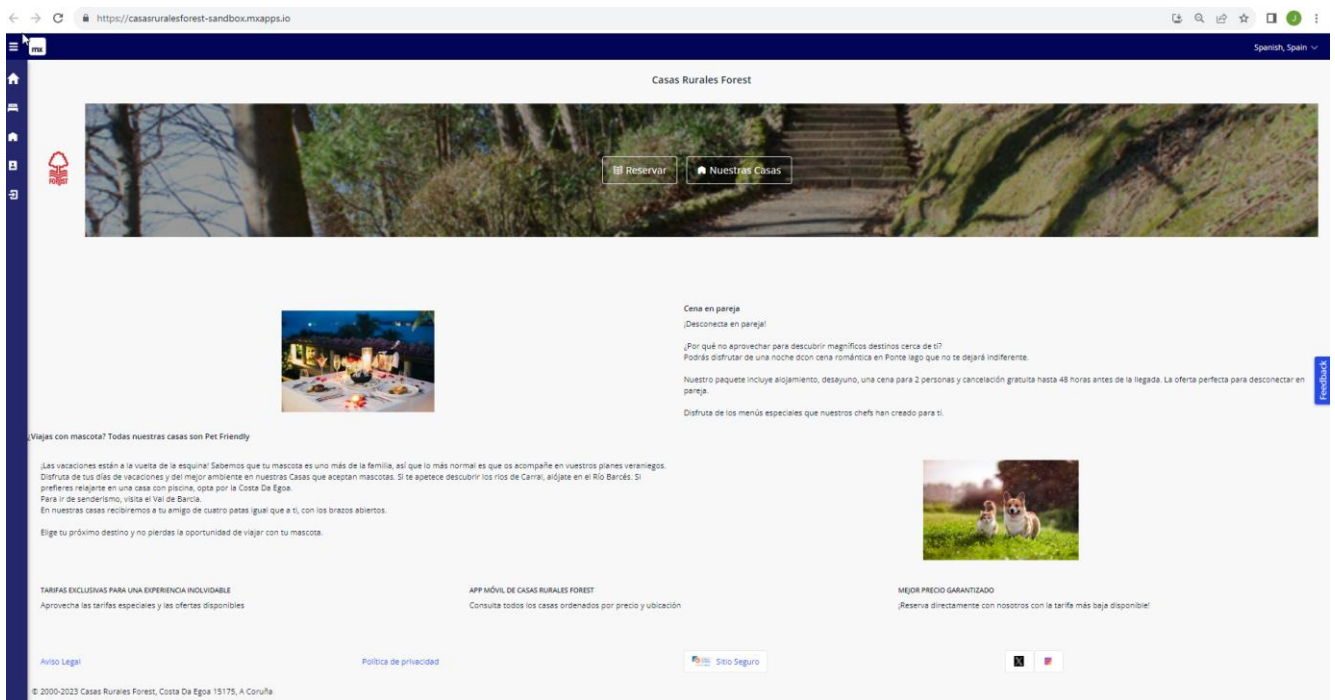 https://casasruralesforest-sandbox.mxapps.io
J
mx
Spanish, Spain
Casas Rurales Forest
FOREST
Reservar
Nuestras Casas
Cena en pareja
¡Desconecta en pareja!
¿Por qué no aprovechar para descubrir magníficos destinos cerca de ti?
Podrás disfrutar de una noche dcon cena romántica en Ponte lago que no te dejará indiferente.
Nuestro paquete incluye alojamiento, desayuno, una cena para 2 personas y cancelación gratuita hasta 48 horas antes de la llegada. La oferta perfecta para desconectar en
pareja.
Disfruta de los menús especiales que nuestros chefs han creado para ti.
Feedback
¿Viajas con mascota? Todas nuestras casas son Pet Friendly
¡Las vacaciones están a la vuelta de la esquina! Sabemos que tu mascota es uno más de la familia, así que lo más normal es que os acompañe en vuestros planes veraniegos.
Disfruta de tus días de vacaciones y del mejor ambiente en nuestras Casas que aceptan mascotas. Si te apetece descubrir los rios de Carral, alójate en el Río Barcés. Si
prefieres relajarte en una casa con piscina, opta por la Costa Da Egoa.
Para ir de senderismo, visita el Val de Barcia.
En nuestras casas recibiremos a tu amigo de cuatro patas igual que a ti, con los brazos abiertos.
Elige tu próximo destino y no pierdas la oportunidad de viajar con tu mascota.
TARIFAS EXCLUSIVAS PARA UNA EXPERIENCIA INOLVIDABLE
Aprovecha las tarifas especiales y las ofertas disponibles
APP MÓVIL DE CASAS RURALES FOREST
Consulta todos los casas ordenados por precio y ubicación
MEJOR PRECIO GARANTIZADO
¡Reserva directamente con nosotros con la tarifa más baja disponible!
Aviso Legal
Política de privacidad
Sitio Seguro
© 2000-2023 Casas Rurales Forest, Costa Da Egoa 15175, A Coruña